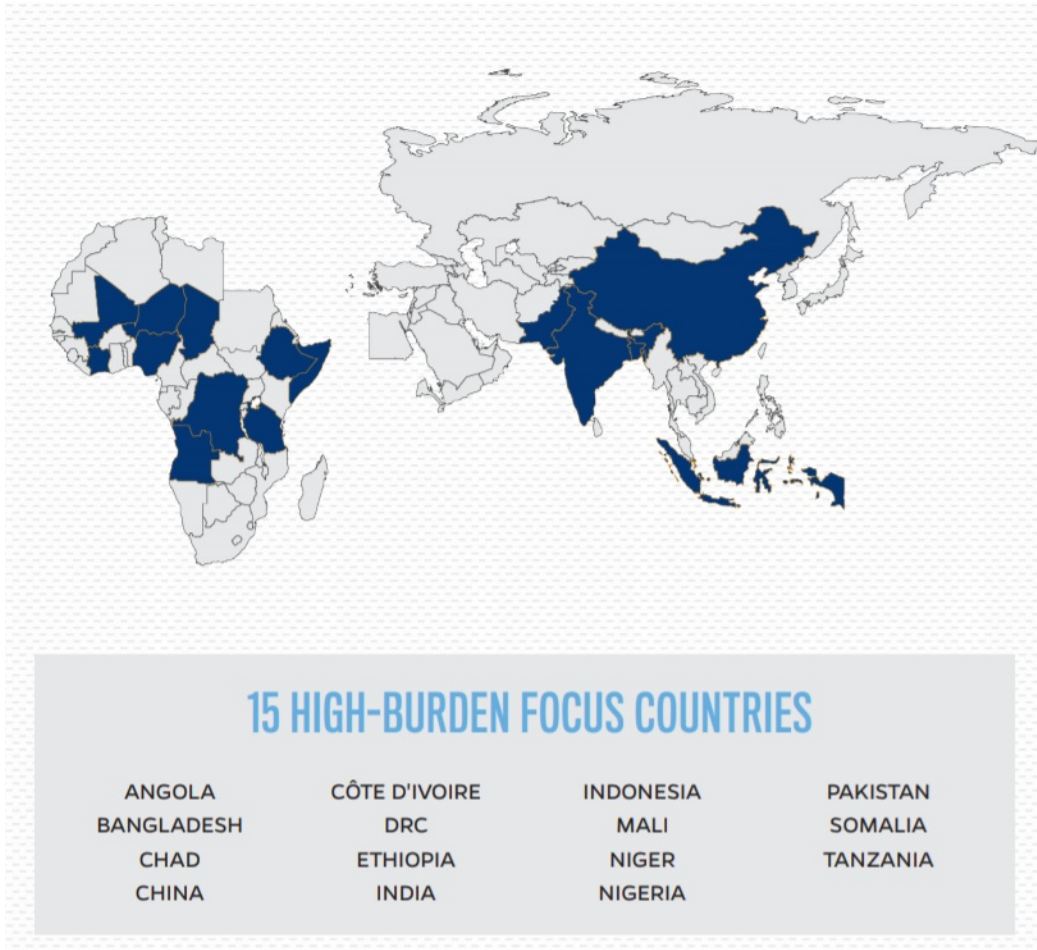 15 HIGH-BURDEN FOCUS COUNTRIES
ANGOLA
BANGLADESH
CHAD
CHINA
CÔTE D'IVOIRE
DRC
ETHIOPIA
INDIA
INDONESIA
MALI
NIGER
NIGERIA
PAKISTAN
SOMALIA
TANZANIA